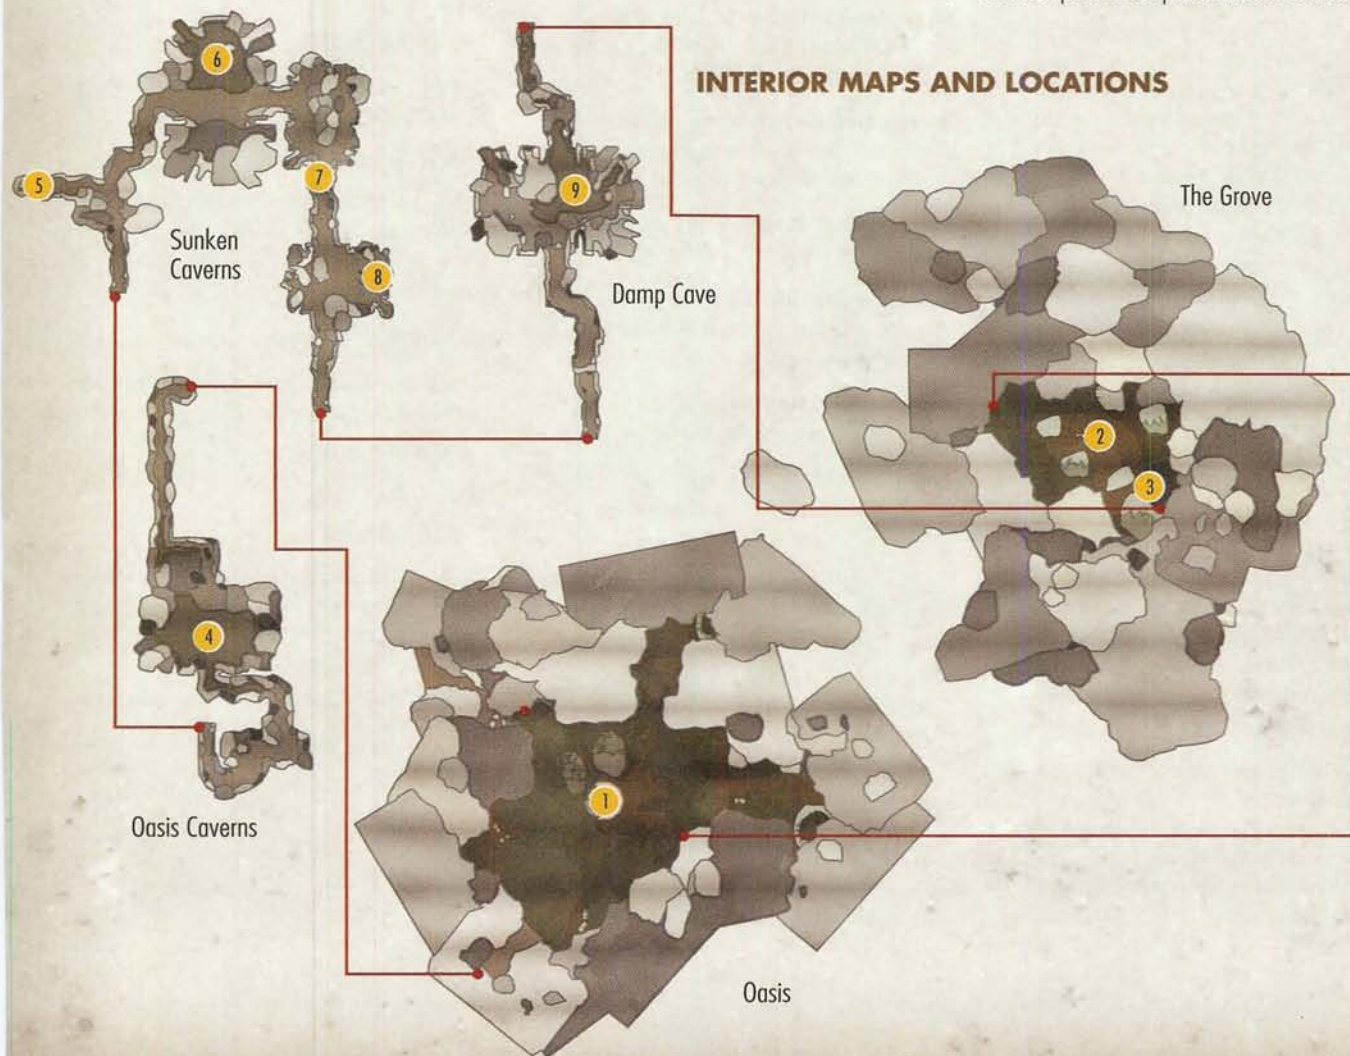 INTERIOR MAPS AND LOCATIONS
6
5
7
9
8
Sunken
Caverns
Damp Cave
The Grove
2
3
4
Oasis Caverns
1
Oasis